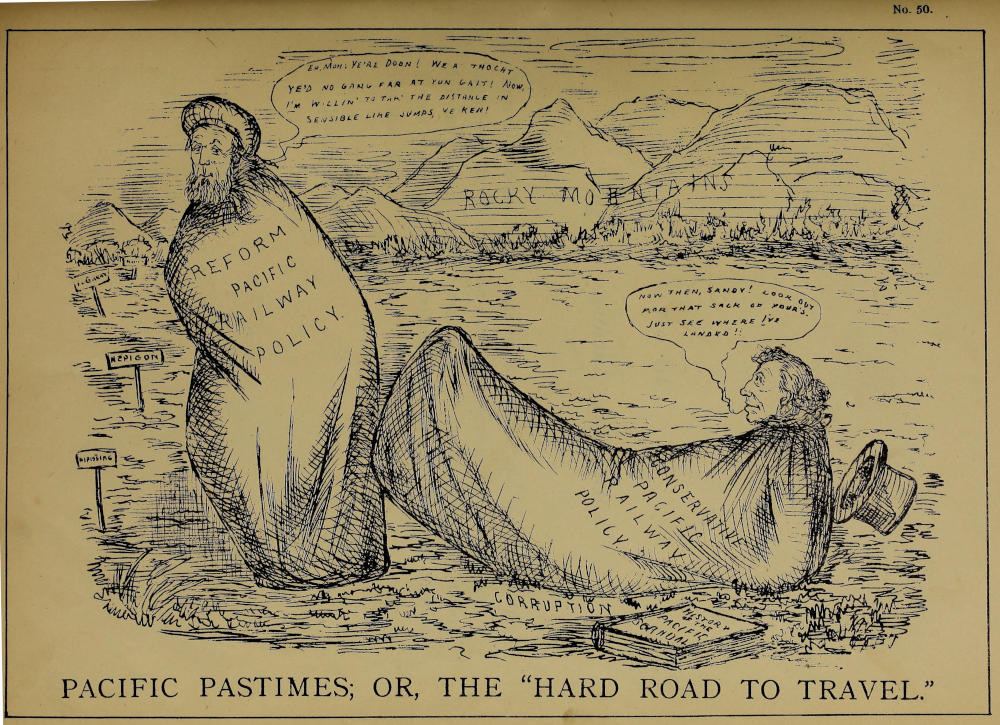 No. 50.
EH, MON; YE'RE DOON! WE A THOCHT
YE'D NO GANG FAR AT YON GAIT! NOW,
I'M WILLIN' TO TAK' THE DISTANCE IN
SENSIBLE LIKE JUMPS, YE KEN!
ROCKY MOUNTAINS
REFORM
PACIFIC
RAILWAY
POLICY.
NEPIGON
NIPISSING
NOW THEN, SANDY! LOOK OUT
FOR THAT SACK OF YOUR'S.
JUST SEE WHERE I'VE
LANDED!!
CONSERVATIVE
PACIFIC
RAILWAY
POLICY
CORRUPTION
HISTORY
PACIFIC
SCANDAL
PACIFIC PASTIMES; OR, THE “HARD ROAD TO TRAVEL.”